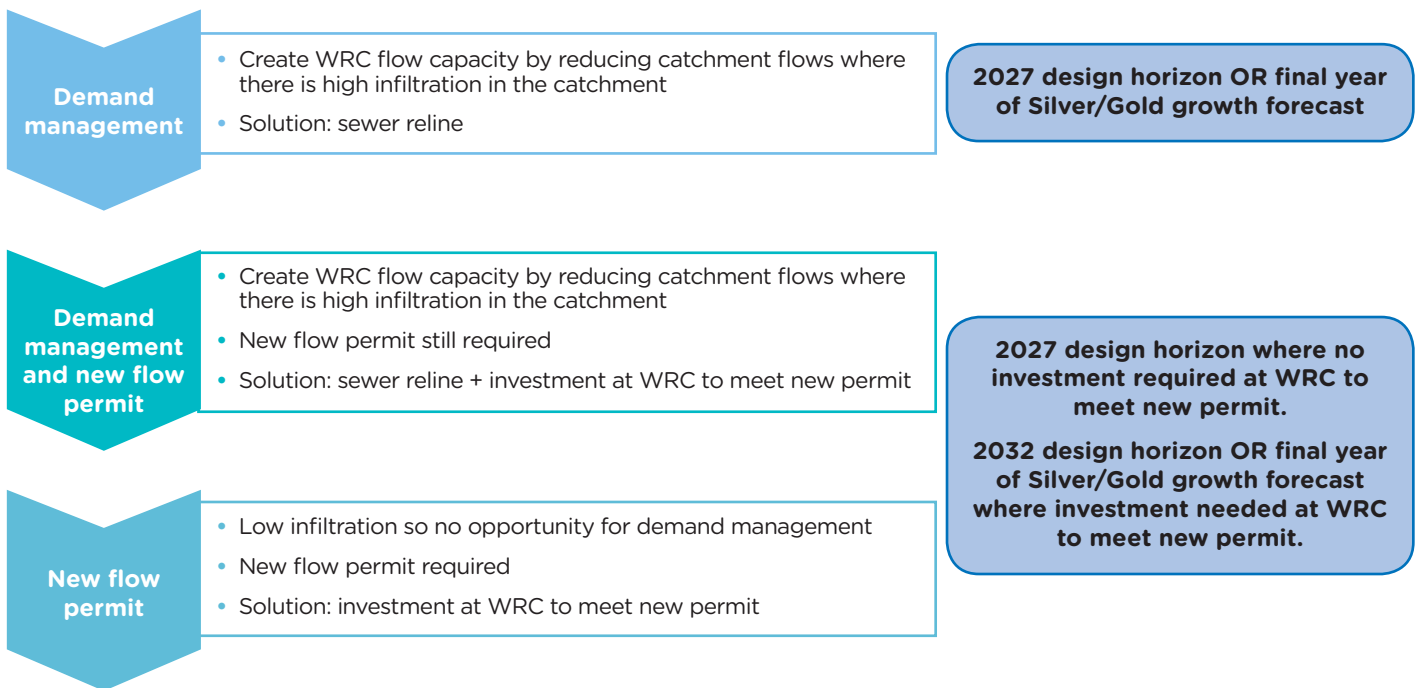 Demand
management
• Create WRC flow capacity by reducing catchment flows where
there is high infiltration in the catchment
• Solution: sewer reline
2027 design horizon OR final year
of Silver/Gold growth forecast
Demand
management
and new flow
permit
• Create WRC flow capacity by reducing catchment flows where
there is high infiltration in the catchment
• New flow permit still required
• Solution: sewer reline + investment at WRC to meet new permit
2027 design horizon where no
investment required at WRC to
meet new permit.
2032 design horizon OR final year
of Silver/Gold growth forecast
where investment needed at WRC
to meet new permit.
New flow
permit
• Low infiltration so no opportunity for demand management
• New flow permit required
• Solution: investment at WRC to meet new permit